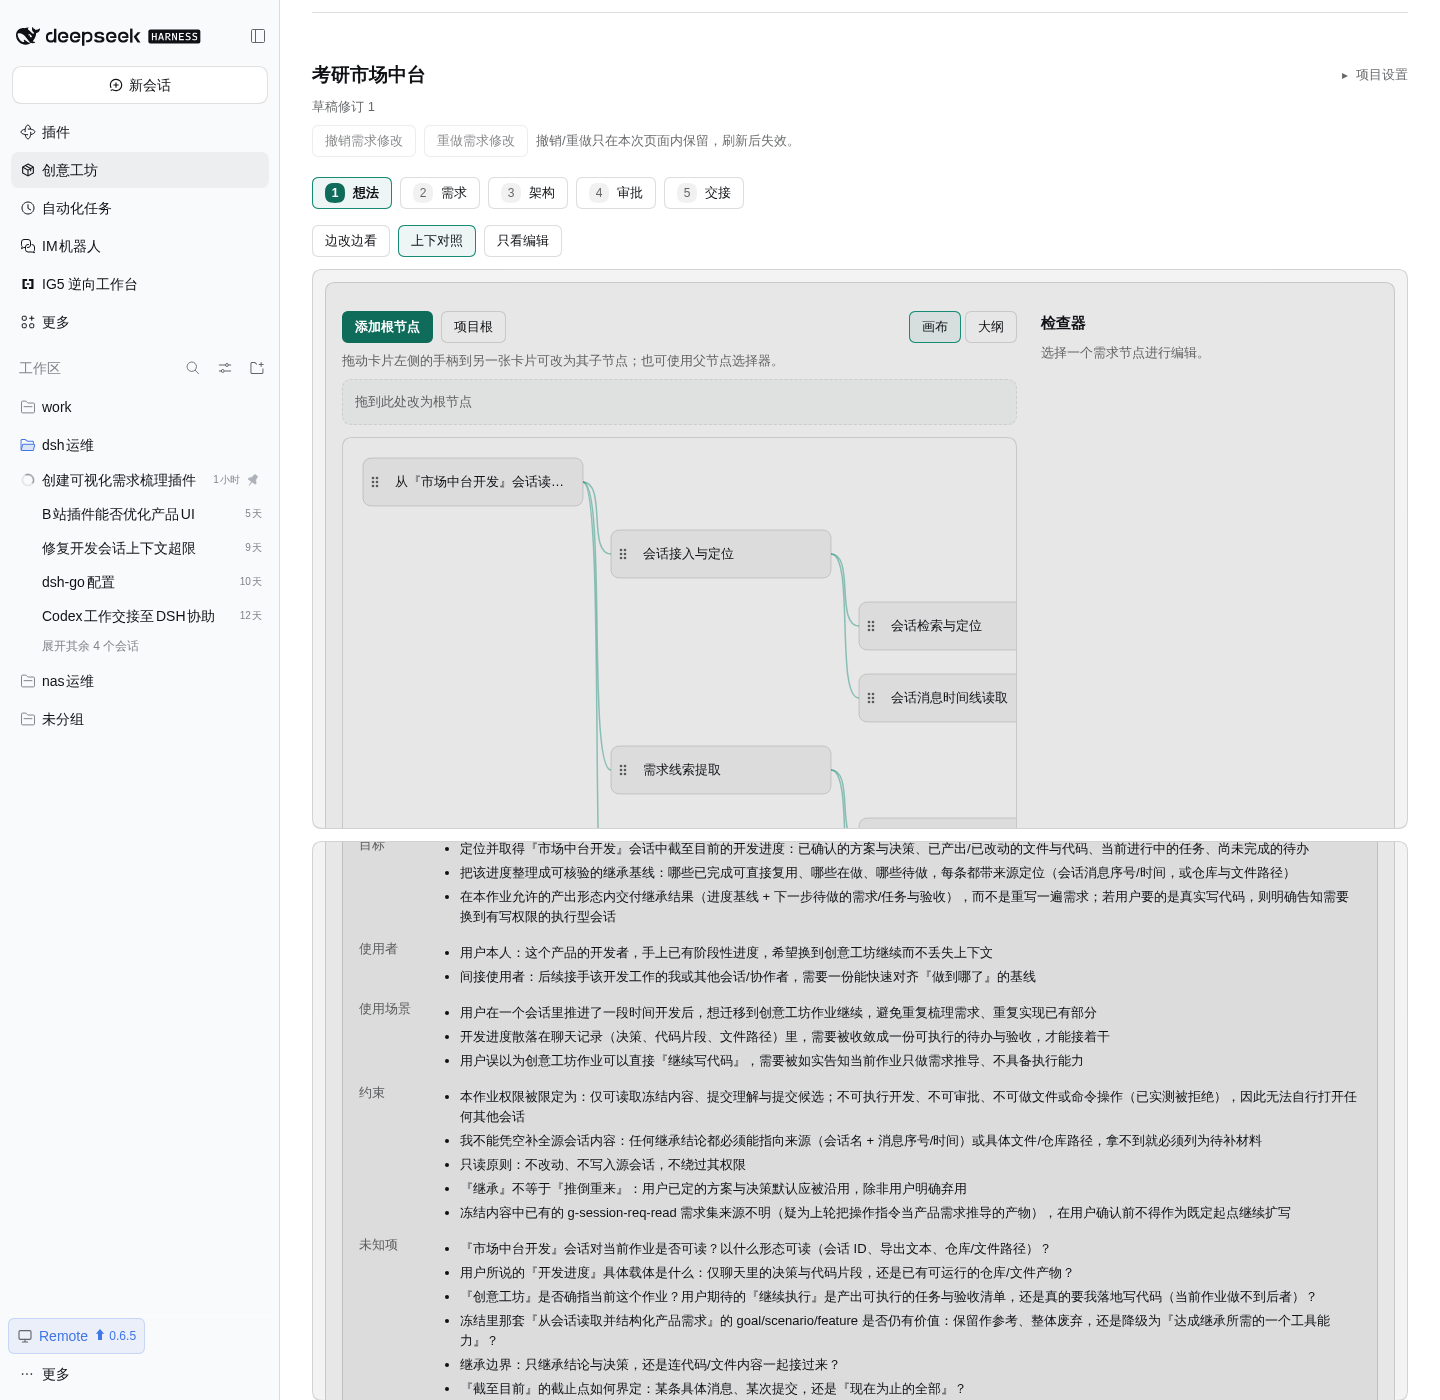 deepseek HARNESS
新会话
插件
创意工坊
自动化任务
IM机器人
IG5 逆向工作台
更多
工作区
work
dsh运维
创建可视化需求梳理插件 1小时
B站插件能否优化产品UI 5天
修复开发会话上下文超限 9天
dsh-go配置 10天
Codex工作交接至DSH协助 12天
展开其余 4 个会话
nas运维
未分组
Remote 0.6.5
更多
考研市场中台
项目设置
草稿修订 1
撤销需求修改 重做需求修改 撤销/重做只在本次页面内保留，刷新后失效。
1 想法 2 需求 3 架构 4 审批 5 交接
边改边看 上下对照 只看编辑
添加根节点 项目根 画布 大纲
检查器
选择一个需求节点进行编辑。
拖动卡片左侧的手柄到另一张卡片可改为其子节点；也可使用父节点选择器。
拖到此处改为根节点
从『市场中台开发』会话读…
会话接入与定位
会话检索与定位
会话消息时间线读取
需求线索提取
目标
定位并取得『市场中台开发』会话中截至目前的开发进度：已确认的方案与决策、已产出/已改动的文件与代码、当前进行中的任务、尚未完成的待办
把该进度整理成可核验的继承基线：哪些已完成可直接复用、哪些在做、哪些待做，每条都带来源定位（会话消息序号/时间，或仓库与文件路径）
在本作业允许的产出形态内交付继承结果（进度基线 + 下一步待做的需求/任务与验收），而不是重写一遍需求；若用户要的是真实写代码，则明确告知需要
换到有写权限的执行型会话
使用者
用户本人：这个产品的开发者，手上已有阶段性进度，希望换到创意工坊继续而不丢失上下文
间接使用者：后续接手该开发工作的我或其他会话/协作者，需要一份能快速对齐『做到哪了』的基线
使用场景
用户在一个会话里推进了一段时间开发后，想迁移到创意工坊作业继续，避免重复梳理需求、重复实现已有部分
开发进度散落在聊天记录（决策、代码片段、文件路径）里，需要被收敛成一份可执行的待办与验收，才能接着干
用户误以为创意工坊作业可以直接『继续写代码』，需要被如实告知当前作业只做需求推导、不具备执行能力
约束
本作业权限被限定为：仅可读取冻结内容、提交理解与提交候选；不可执行开发、不可审批、不可做文件或命令操作（已实测被拒绝），因此无法自行打开任
何其他会话
我不能凭空补全源会话内容：任何继承结论都必须能指向来源（会话名 + 消息序号/时间）或具体文件/仓库路径，拿不到就必须列为待补材料
只读原则：不改动、不写入源会话，不绕过其权限
『继承』不等于『推倒重来』：用户已定的方案与决策默认应被沿用，除非用户明确弃用
冻结内容中已有的 g-session-req-read 需求集来源不明（疑为上轮把操作指令当产品需求推导的产物），在用户确认前不得作为既定起点继续扩写
未知项
『市场中台开发』会话对当前作业是否可读？以什么形态可读（会话 ID、导出文本、仓库/文件路径）？
用户所说的『开发进度』具体载体是什么：仅聊天里的决策与代码片段，还是已有可运行的仓库/文件产物？
『创意工坊』是否确指当前这个作业？用户期待的『继续执行』是产出可执行的任务与验收清单，还是真的要我落地写代码（当前作业做不到后者）？
冻结里那套『从会话读取并结构化产品需求』的 goal/scenario/feature 是否仍有价值：保留作参考、整体废弃，还是降级为『达成继承所需的一个工具能
力』？
继承边界：只继承结论与决策，还是连代码/文件内容一起接过来？
『截至目前』的截止点如何界定：某条具体消息、某次提交，还是『现在为止的全部』？